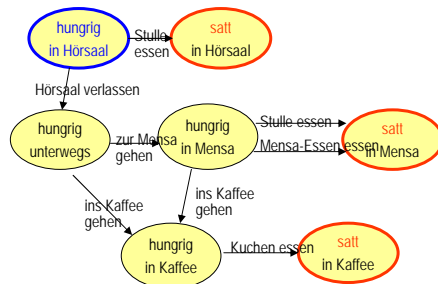 hungrig
in Hörsaal
Stulle
essen
satt
in Hörsaal
Hörsaal verlassen
hungrig
unterwegs
zur Mensa
gehen
hungrig
in Mensa
Stulle essen
Mensa-Essen essen
satt
in Mensa
ins Kaffee
gehen
ins Kaffee
gehen
hungrig
in Kaffee
Kuchen essen
satt
in Kaffee